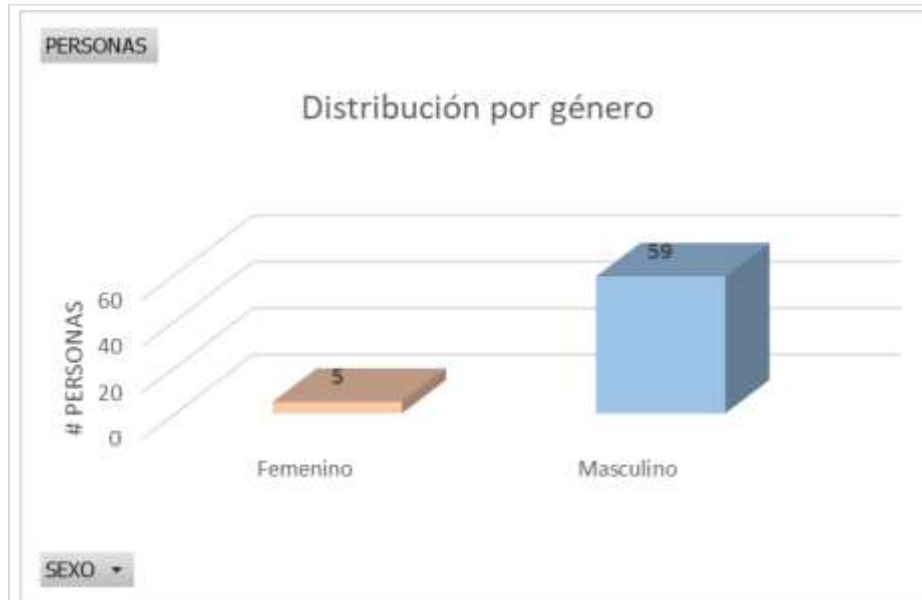 PERSONAS
Distribución por género
# PERSONAS
60
40
20
0
5
59
Femenino
Masculino
SEXO